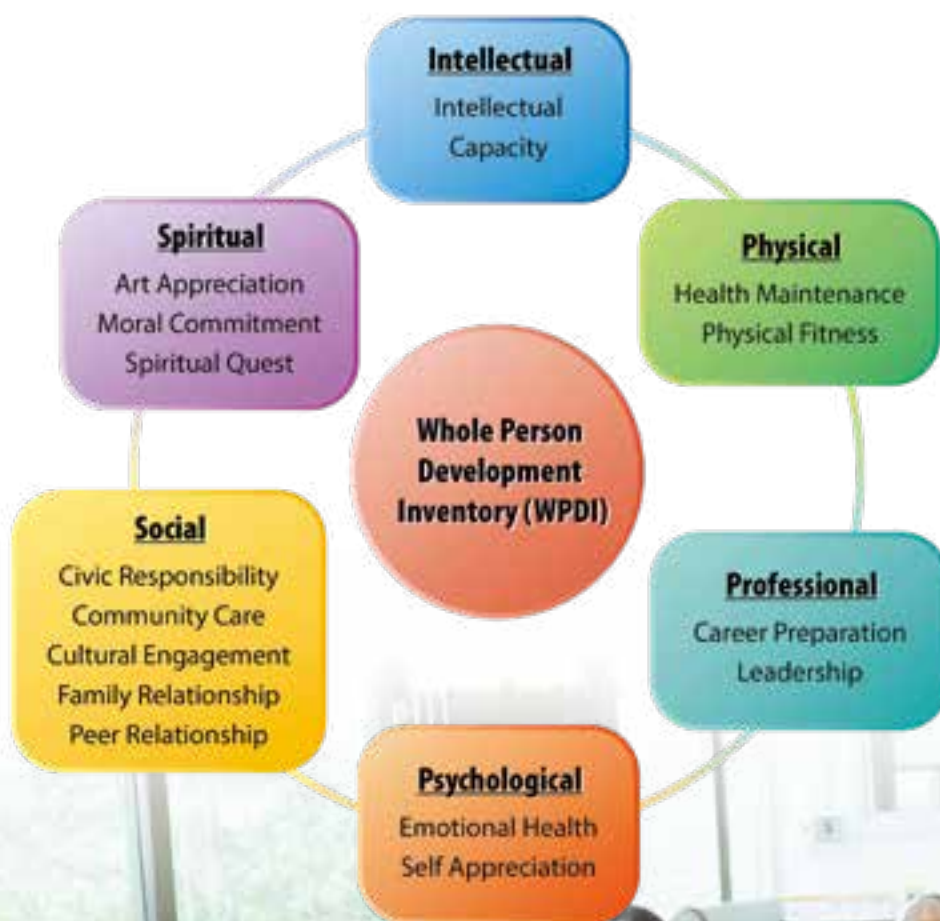 Intellectual
Intellectual
Capacity
Physical
Health Maintenance
Physical Fitness
Professional
Career Preparation
Leadership
Psychological
Emotional Health
Self Appreciation
Social
Civic Responsibility
Community Care
Cultural Engagement
Family Relationship
Peer Relationship
Spiritual
Art Appreciation
Moral Commitment
Spiritual Quest
Whole Person
Development
Inventory (WPDI)